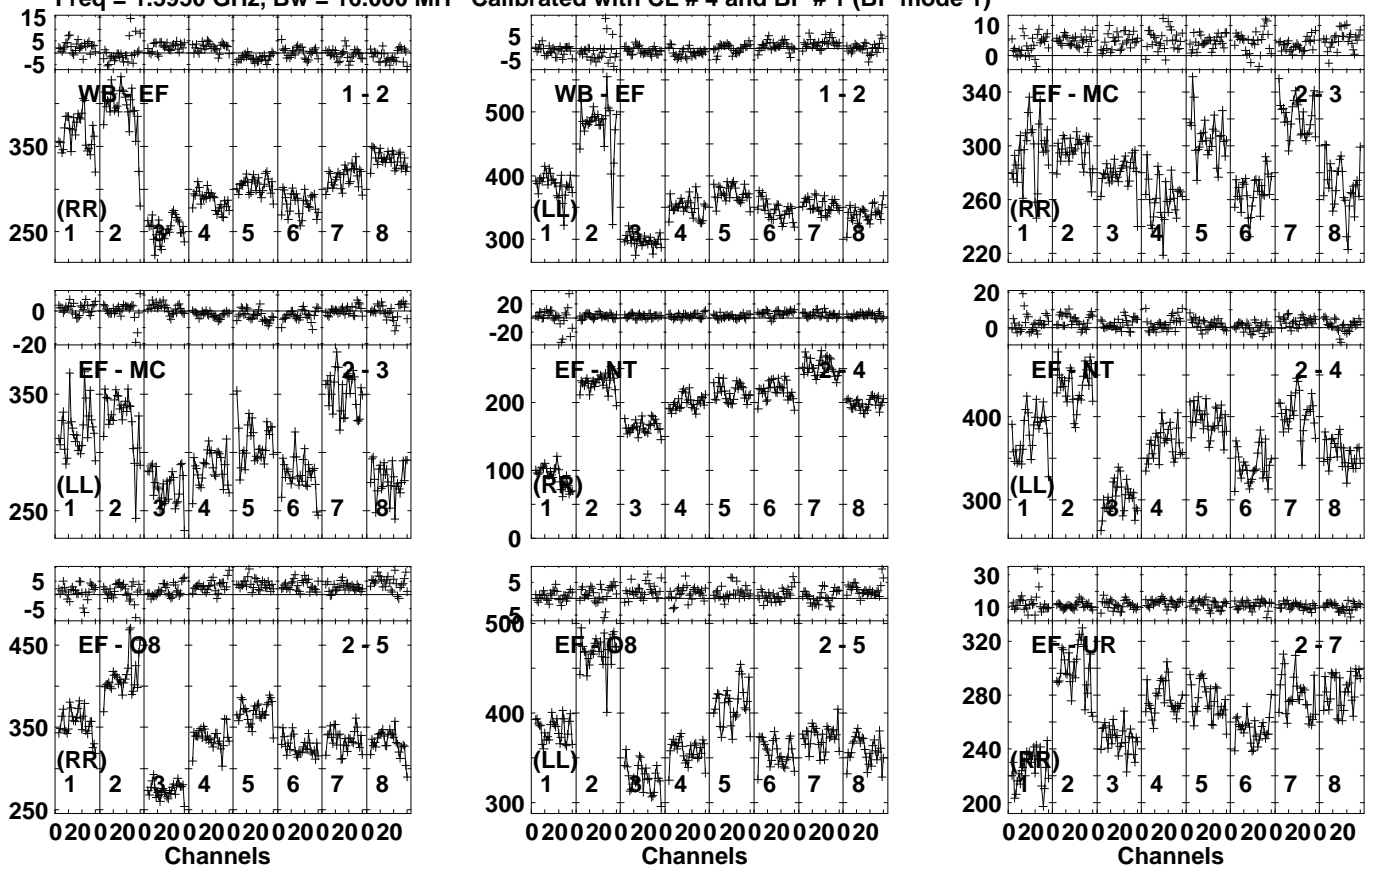 Freq = 1.5950 GHz, Bw = 16.000 MH Calibrated with CL # 4 and BP # 1 (BP mode 1)
15
5
-5
WB - EF 1 - 2
350
(RR)
250
1 2 3 4 5 6 7 8
5
-5
WB - EF 1 - 2
500
400
(LL)
300
1 2 3 4 5 6 7 8
10
0
340
EF - MC 2 - 3
300
260
(RR)
220
1 2 3 4 5 6 7 8
0
-20
EF - MC 2 - 3
350
(LL)
250
1 2 3 4 5 6 7 8
20
-20
EF - NT 2 - 4
200
100
(RR)
0
1 2 3 4 5 6 7 8
20
0
EF - NT 2 - 4
400
(LL)
300
1 2 3 4 5 6 7 8
5
-5
450
EF - O8 2 - 5
350
(RR)
250
1 2 3 4 5 6 7 8
0 20 0 20 0 20 0 20 0 20 0 20 0 20 0 20
Channels
5
-5
500
EF - O8 2 - 5
400
(LL)
300
1 2 3 4 5 6 7 8
0 20 0 20 0 20 0 20 0 20 0 20 0 20 0 20
Channels
30
10
320
EF - UR 2 - 7
280
240
(RR)
200
1 2 3 4 5 6 7 8
0 20 0 20 0 20 0 20 0 20 0 20 0 20 0 20
Channels